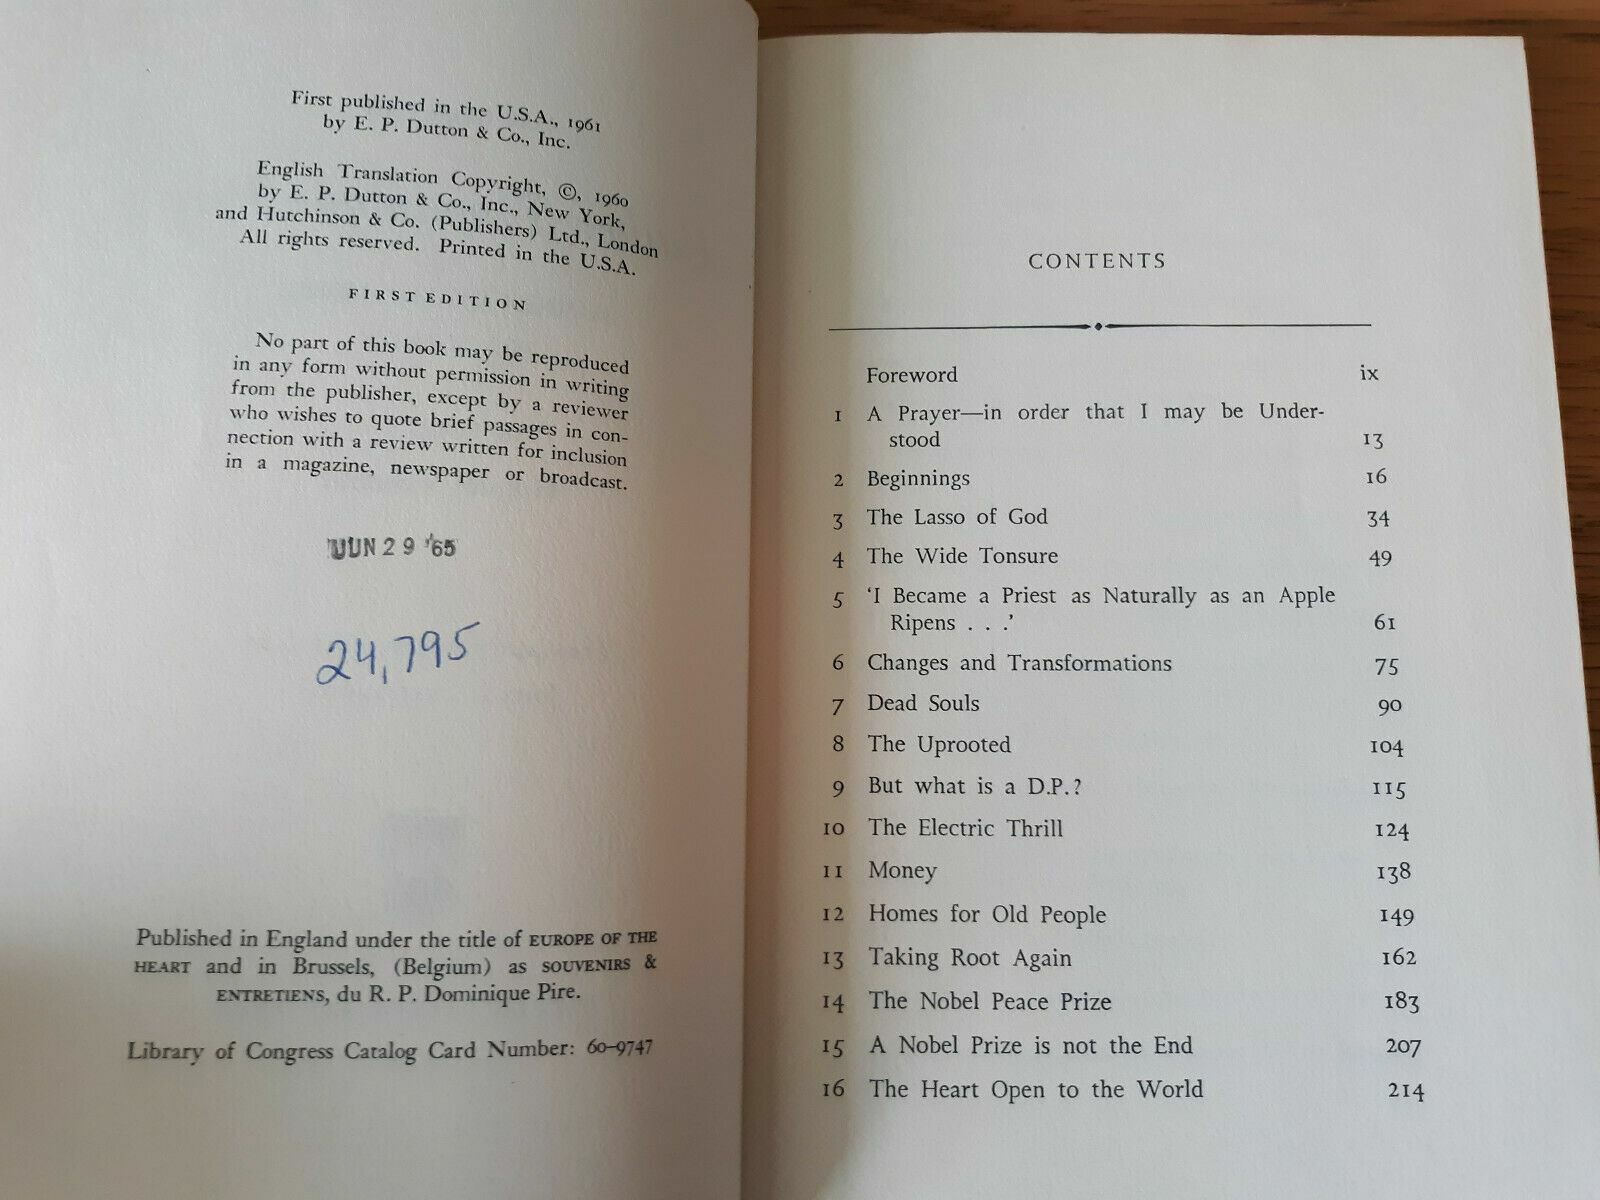 First published in the U.S.A., 1961
by E. P. Dutton & Co., Inc.
English Translation Copyright, ©, 1960
by E. P. Dutton & Co., Inc., New York,
and Hutchinson & Co. (Publishers) Ltd., London
All rights reserved. Printed in the U.S.A.
FIRST EDITION
No part of this book may be reproduced
in any form without permission in writing
from the publisher, except by a reviewer
who wishes to quote brief passages in con-
nection with a review written for inclusion
in a magazine, newspaper or broadcast.
JUN 29 '65
24,795
Published in England under the title of EUROPE OF THE
HEART and in Brussels, (Belgium) as SOUVENIRS &
ENTRETIENS, du R. P. Dominique Pire.
Library of Congress Catalog Card Number: 60-9747
CONTENTS
Foreword ix
1 A Prayer—in order that I may be Under-
stood 13
2 Beginnings 16
3 The Lasso of God 34
4 The Wide Tonsure 49
5 'I Became a Priest as Naturally as an Apple
Ripens . . .' 61
6 Changes and Transformations 75
7 Dead Souls 90
8 The Uprooted 104
9 But what is a D.P.? 115
10 The Electric Thrill 124
11 Money 138
12 Homes for Old People 149
13 Taking Root Again 162
14 The Nobel Peace Prize 183
15 A Nobel Prize is not the End 207
16 The Heart Open to the World 214